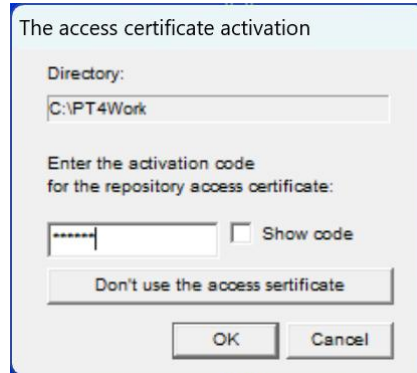 The access certificate activation
Directory:
C:\PT4Work
Enter the activation code
for the repository access certificate:
****** Show code
Don't use the access sertificate
OK Cancel